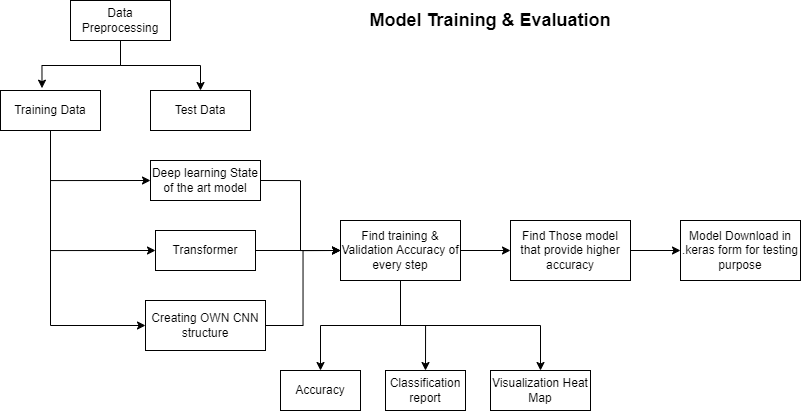 Data
Preprocessing
Model Training & Evaluation
Training Data
Test Data
Deep learning State
of the art model
Transformer
Creating OWN CNN
structure
Find training &
Validation Accuracy of
every step
Find Those model
that provide higher
accuracy
Model Download in
.keras form for testing
purpose
Accuracy
Classification
report
Visualization Heat
Map